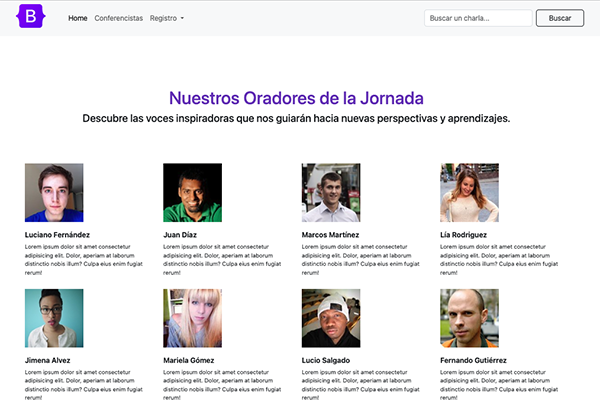 B
Home Conferencistas Registro
Buscar un charla... Buscar
Nuestros Oradores de la Jornada
Descubre las voces inspiradoras que nos guiarán hacia nuevas perspectivas y aprendizajes.
Luciano Fernández
Lorem ipsum dolor sit amet consectetur
adipisicing elit. Dolor, aperiam at laborum
distinctio nobis illum? Culpa eius enim fugiat
rerum!
Juan Díaz
Lorem ipsum dolor sit amet consectetur
adipisicing elit. Dolor, aperiam at laborum
distinctio nobis illum? Culpa eius enim fugiat
rerum!
Marcos Martinez
Lorem ipsum dolor sit amet consectetur
adipisicing elit. Dolor, aperiam at laborum
distinctio nobis illum? Culpa eius enim fugiat
rerum!
Lía Rodriguez
Lorem ipsum dolor sit amet consectetur
adipisicing elit. Dolor, aperiam at laborum
distinctio nobis illum? Culpa eius enim fugiat
rerum!
Jimena Alvez
Lorem ipsum dolor sit amet consectetur
adipisicing elit. Dolor, aperiam at laborum
distinctio nobis illum? Culpa eius enim fugiat
Mariela Gómez
Lorem ipsum dolor sit amet consectetur
adipisicing elit. Dolor, aperiam at laborum
distinctio nobis illum? Culpa eius enim fugiat
Lucio Salgado
Lorem ipsum dolor sit amet consectetur
adipisicing elit. Dolor, aperiam at laborum
distinctio nobis illum? Culpa eius enim fugiat
Fernando Gutiérrez
Lorem ipsum dolor sit amet consectetur
adipisicing elit. Dolor, aperiam at laborum
distinctio nobis illum? Culpa eius enim fugiat